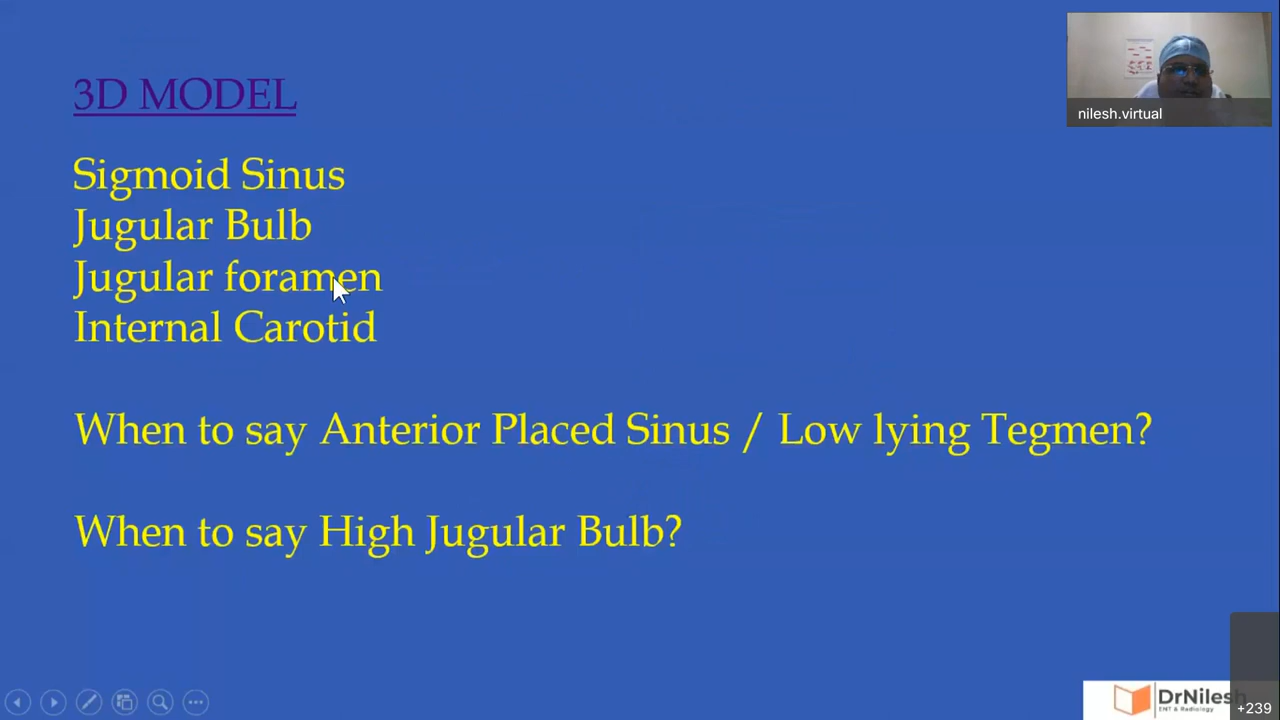 3D MODEL
nilesh.virtual
Sigmoid Sinus
Jugular Bulb
Jugular foramen
Internal Carotid
When to say Anterior Placed Sinus / Low lying Tegmen?
When to say High Jugular Bulb?
DrNilesh
ENT & Radiology
+239